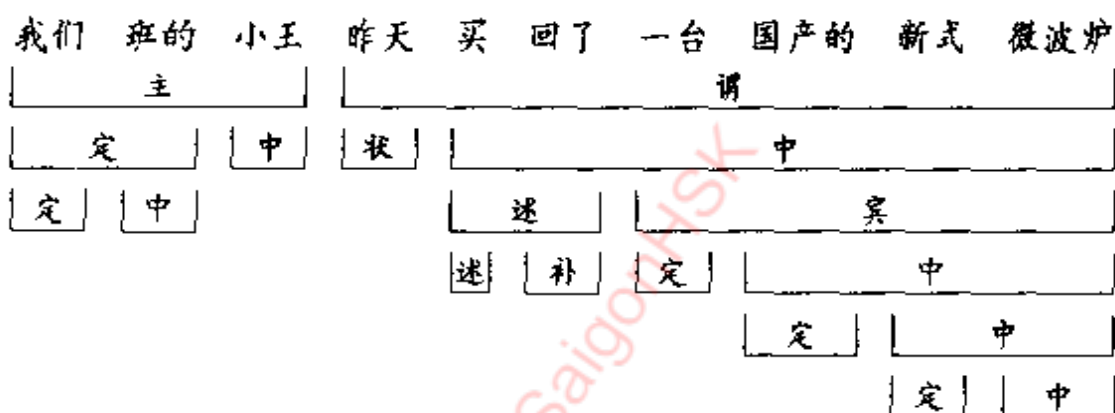 我们 班的 小王 昨天 买 回了 一台 国产的 新式 微波炉
主 谓
定 中 状 中
定 中 述 宾
述 补 定 中
定 中
定 中
SaigonHSK